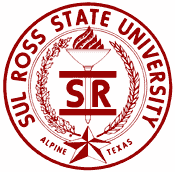 SUL ROSS STATE UNIVERSITY
SR
ALPINE TEXAS